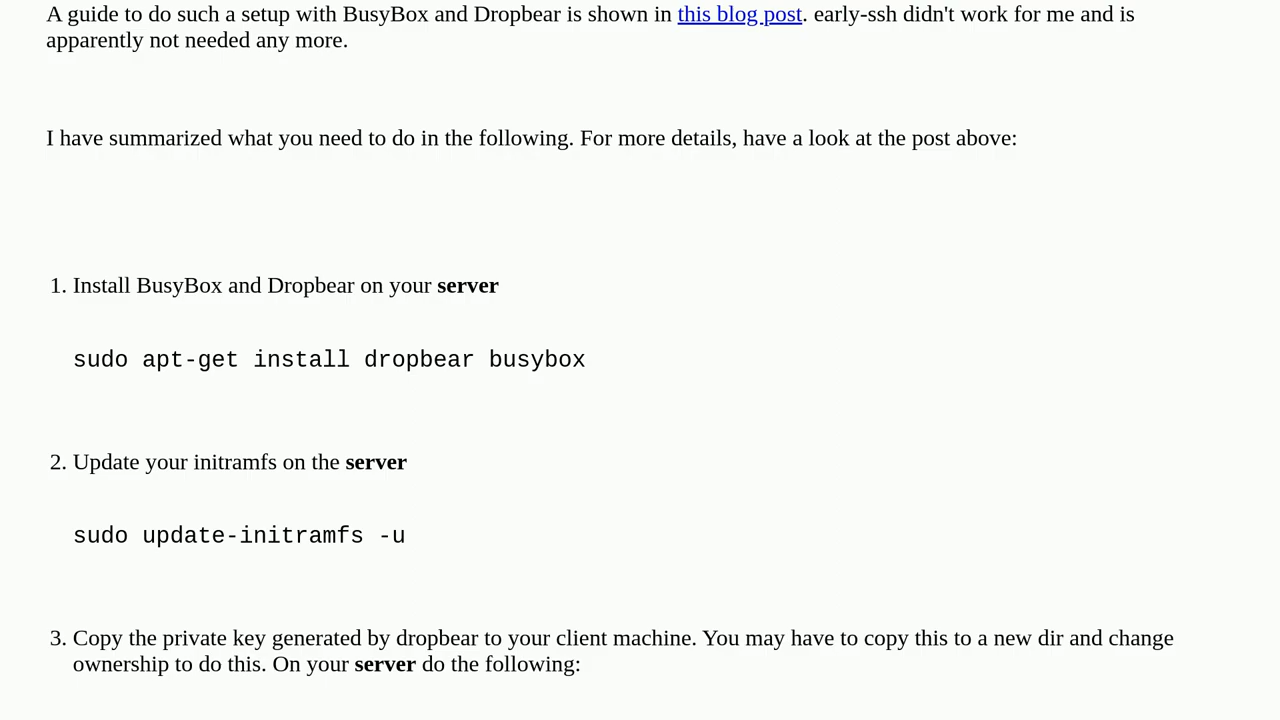 A guide to do such a setup with BusyBox and Dropbear is shown in this blog post. early-ssh didn't work for me and is
apparently not needed any more.
I have summarized what you need to do in the following. For more details, have a look at the post above:
1. Install BusyBox and Dropbear on your server
sudo apt-get install dropbear busybox
2. Update your initramfs on the server
sudo update-initramfs -u
3. Copy the private key generated by dropbear to your client machine. You may have to copy this to a new dir and change
ownership to do this. On your server do the following: